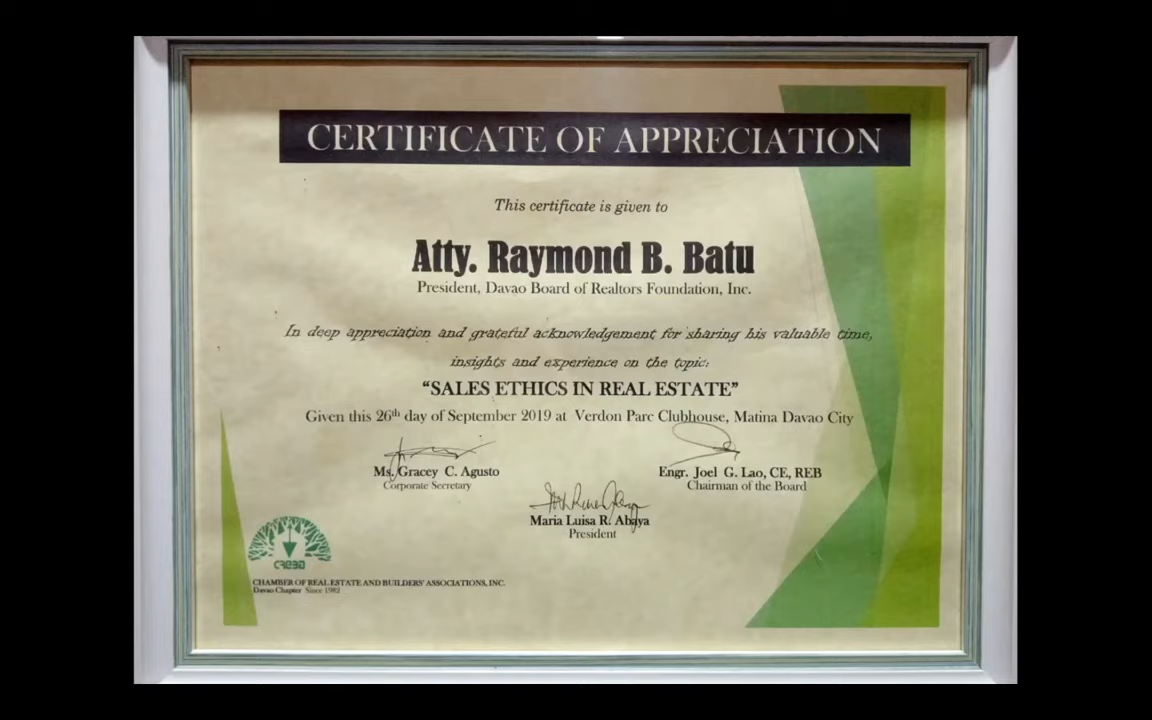 CERTIFICATE OF APPRECIATION
This certificate is given to
Atty. Raymond B. Batu
President, Davao Board of Realtors Foundation, Inc.
In deep appreciation and grateful acknowledgement for sharing his valuable time,
insights and experience on the topic:
“SALES ETHICS IN REAL ESTATE”
Given this 26th day of September 2019 at Verdon Parc Clubhouse, Matina Davao City
Ms. Gracey C. Agusto
Corporate Secretary
Engr. Joel G. Lao, CE, REB
Chairman of the Board
Maria Luisa R. Abaya
President
CREBA
CHAMBER OF REAL ESTATE AND BUILDERS' ASSOCIATIONS, INC.
Davao Chapter Since 1982